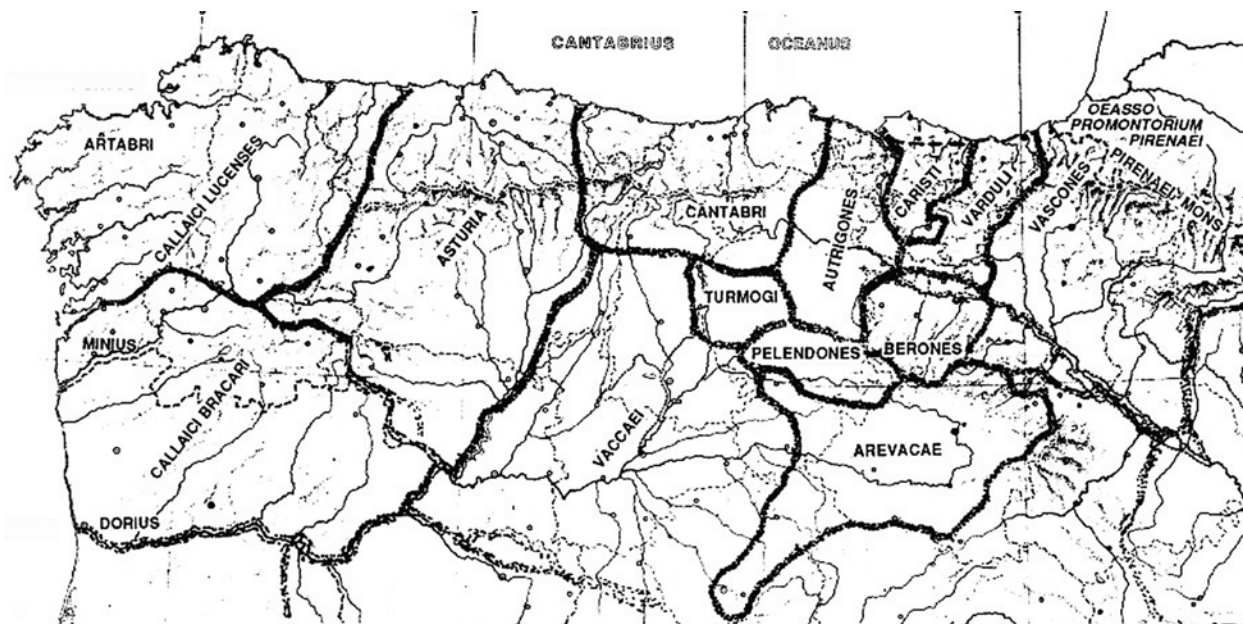 CANTABRIUS OCEANUS
OEASSO
PROMONTORIUM
PIRENAEI
ARTABRI
CALLAICI LUCENSES
ASTURIA
CANTABRI
AUTRIGONES
CARISTI
VARDULI
VASCONES
PIRENAEI MONS
TURMOGI
MINIUS
PELENDONES
BERONES
CALLAICI BRACARI
VACCAEI
AREVACAE
DORIUS